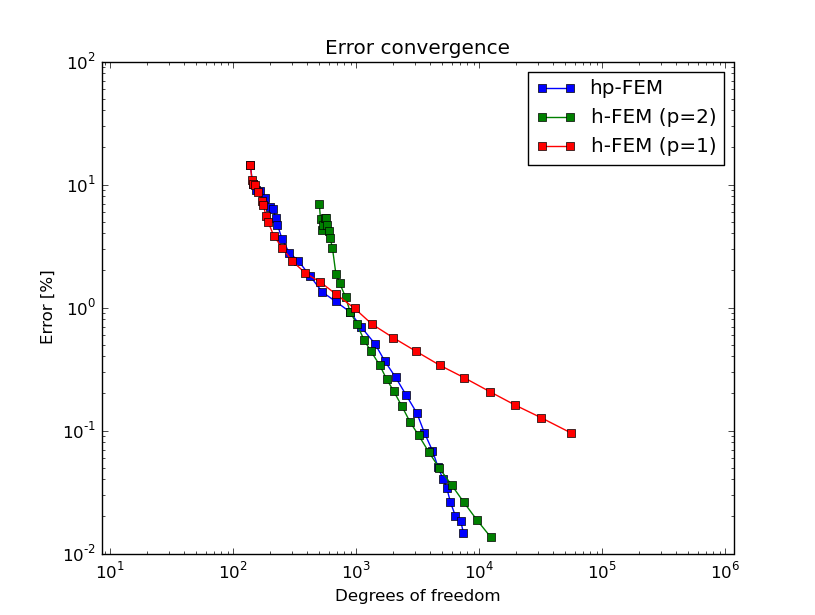 Error convergence
hp-FEM
h-FEM (p=2)
h-FEM (p=1)
10^2
10^1
10^0
10^-1
10^-2
Error [%]
10^1 10^2 10^3 10^4 10^5 10^6
Degrees of freedom